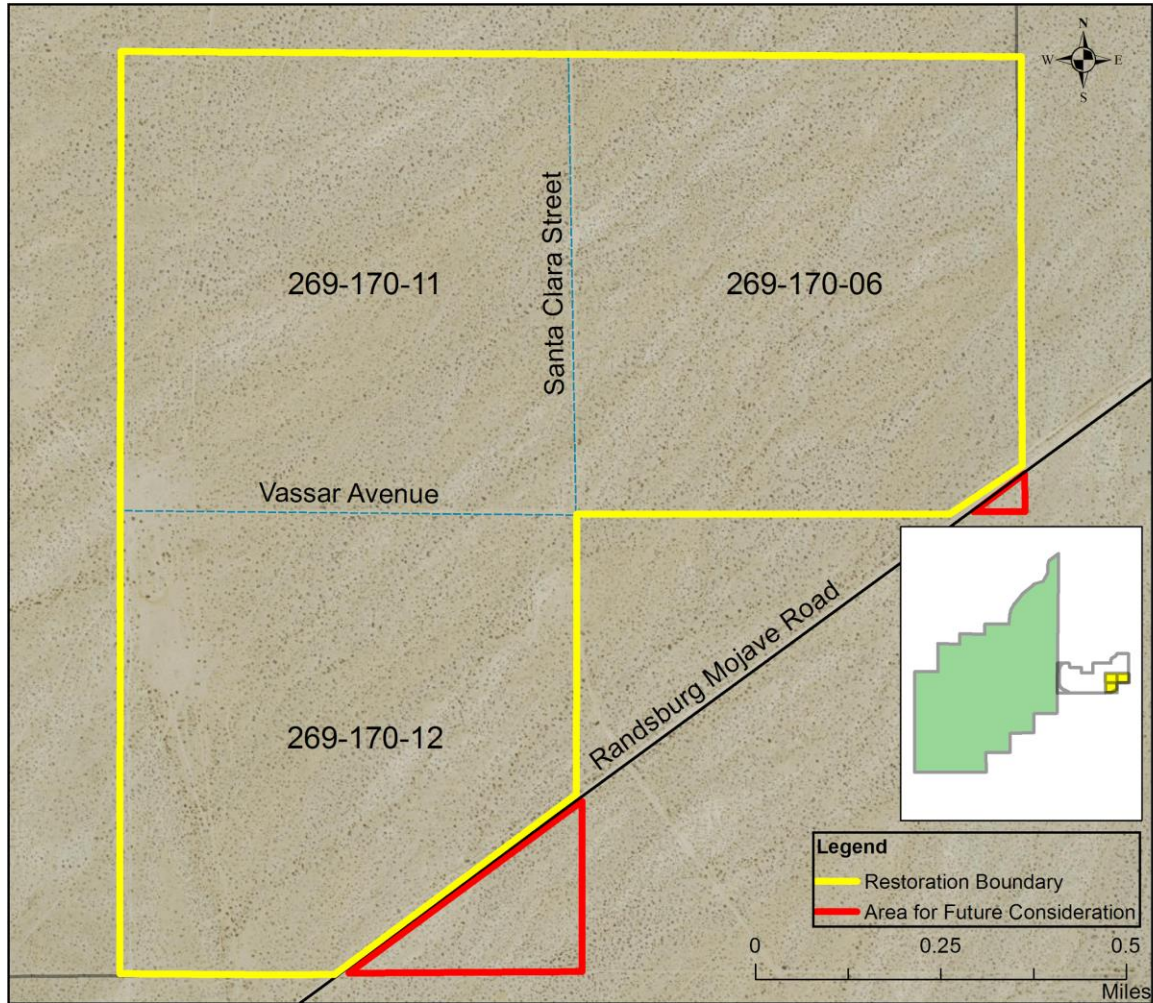 N
W E
S
Santa Clara Street
269-170-11
269-170-06
Vassar Avenue
Randsburg Mojave Road
269-170-12
Legend
Restoration Boundary
Area for Future Consideration
0 0.25 0.5
Miles